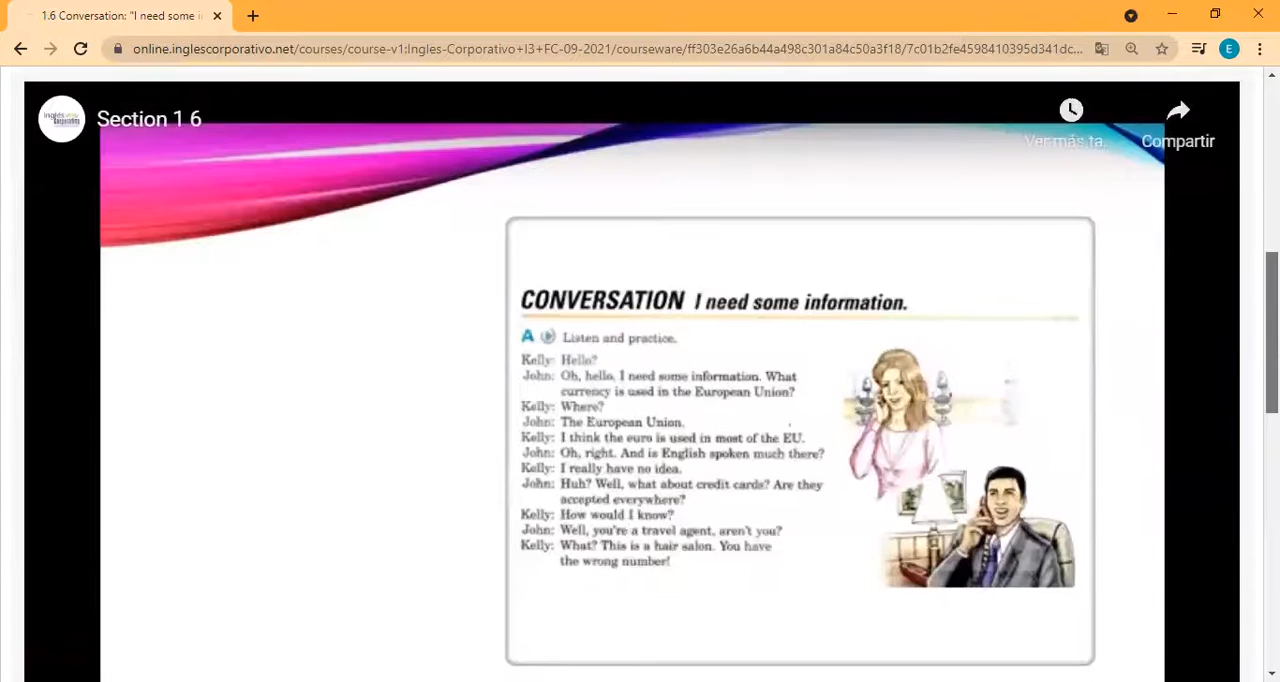 1.6 Conversation: "I need some i
online.inglescorporativo.net/courses/course-v1:Ingles-Corporativo+I3+FC-09-2021/courseware/ff303e26a6b44a498c301a84c50a3f18/7c01b2fe4598410395d341dc...
E
Section 1 6
Ver más ta.
Compartir
CONVERSATION I need some information.
A Listen and practice.
Kelly: Hello?
John: Oh, hello. I need some information. What
currency is used in the European Union?
Kelly: Where?
John: The European Union.
Kelly: I think the euro is used in most of the EU.
John: Oh, right. And is English spoken much there?
Kelly: I really have no idea.
John: Huh? Well, what about credit cards? Are they
accepted everywhere?
Kelly: How would I know?
John: Well, you're a travel agent, aren't you?
Kelly: What? This is a hair salon. You have
the wrong number!